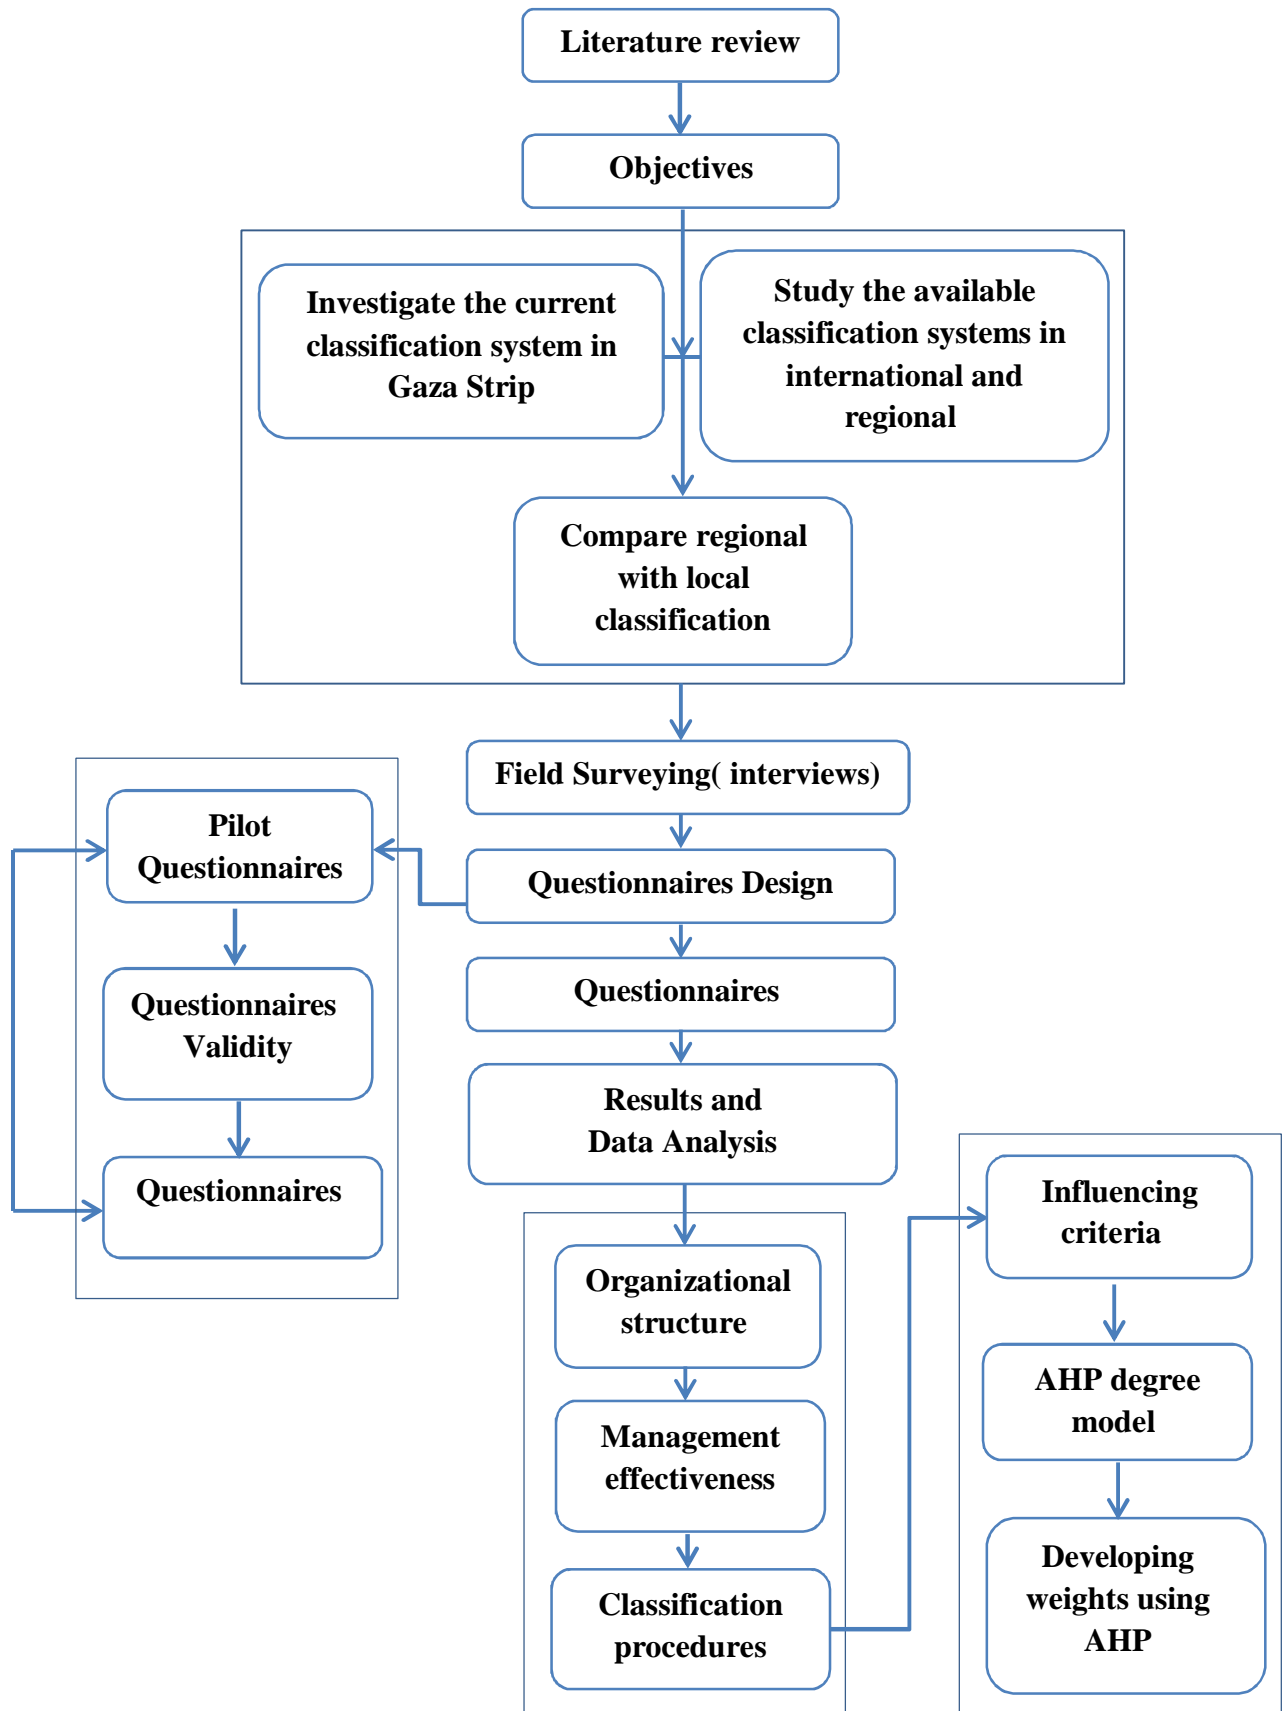 Literature review
Objectives
Investigate the current
classification system in
Gaza Strip
Study the available
classification systems in
international and
regional
Compare regional
with local
classification
Field Surveying( interviews)
Pilot
Questionnaires
Questionnaires Design
Questionnaires
Validity
Questionnaires
Questionnaires
Results and
Data Analysis
Organizational
structure
Management
effectiveness
Classification
procedures
Influencing
criteria
AHP degree
model
Developing
weights using
AHP